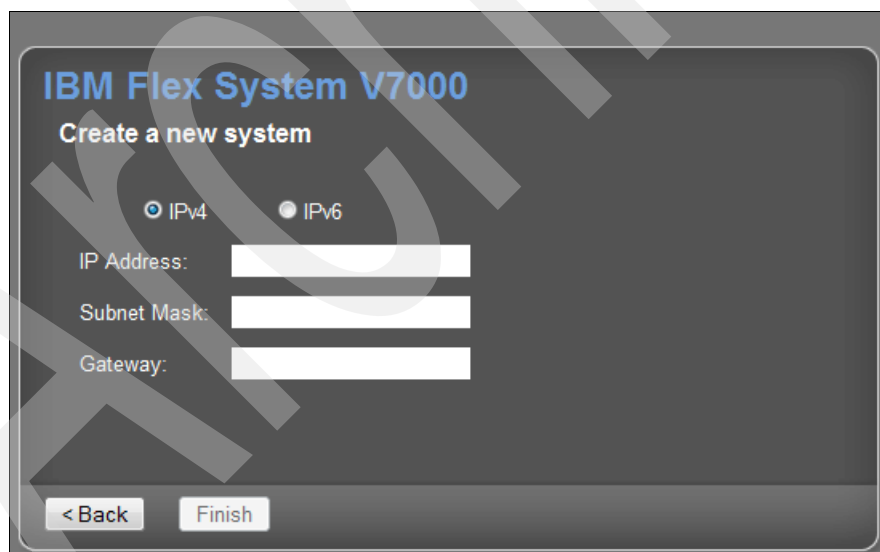 IBM Flex System V7000
Create a new system
IPv4 IPv6
IP Address:
Subnet Mask:
Gateway:
< Back Finish